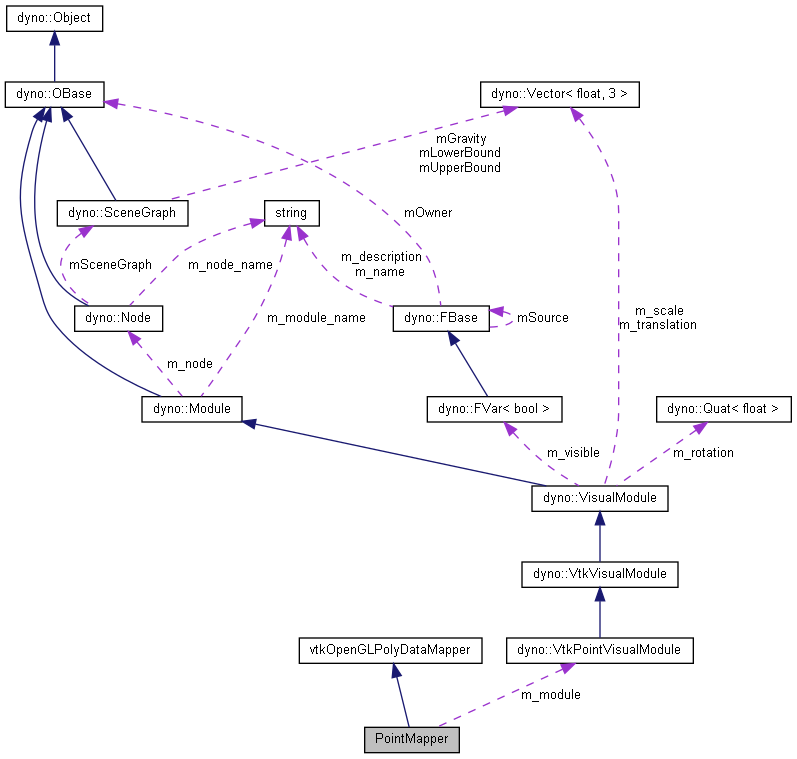 dyno::Object
dyno::OBase
dyno::Vector< float, 3 >
mGravity
mLowerBound
mUpperBound
dyno::SceneGraph
string
mOwner
mSceneGraph
m_node_name
m_description
m_name
dyno::Node
m_module_name
dyno::FBase
mSource
m_scale
m_translation
m_node
dyno::Module
dyno::FVar< bool >
dyno::Quat< float >
m_visible
m_rotation
dyno::VisualModule
dyno::VtkVisualModule
vtkOpenGLPolyDataMapper
dyno::VtkPointVisualModule
m_module
PointMapper